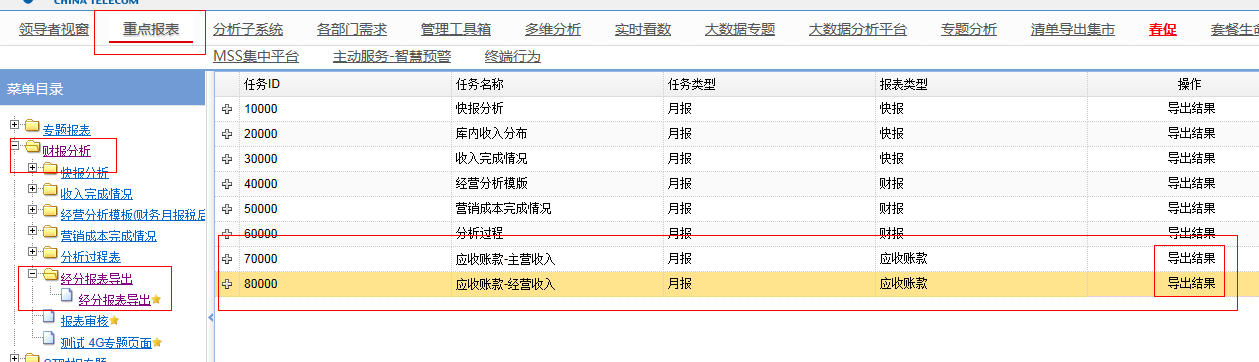 CHINA TELECOM
领导者视窗 重点报表 分析子系统 各部门需求 管理工具箱 多维分析 实时看数 大数据专题 大数据分析平台 专题分析 清单导出集市 春促 套餐生命
MSS集中平台 主动服务-智慧预警 终端行为
菜单目录
专题报表
财报分析
快报分析
收入完成情况
经营分析模板(财务月报税后
营销成本完成情况
分析过程表
经分报表导出
经分报表导出
报表审核
测试 4G专题页面
任务ID 任务名称 任务类型 报表类型 操作
10000 快报分析 月报 快报 导出结果
20000 库内收入分布 月报 快报 导出结果
30000 收入完成情况 月报 快报 导出结果
40000 经营分析模版 月报 财报 导出结果
50000 营销成本完成情况 月报 财报 导出结果
60000 分析过程 月报 财报 导出结果
70000 应收账款-主营收入 月报 应收账款 导出结果
80000 应收账款-经营收入 月报 应收账款 导出结果